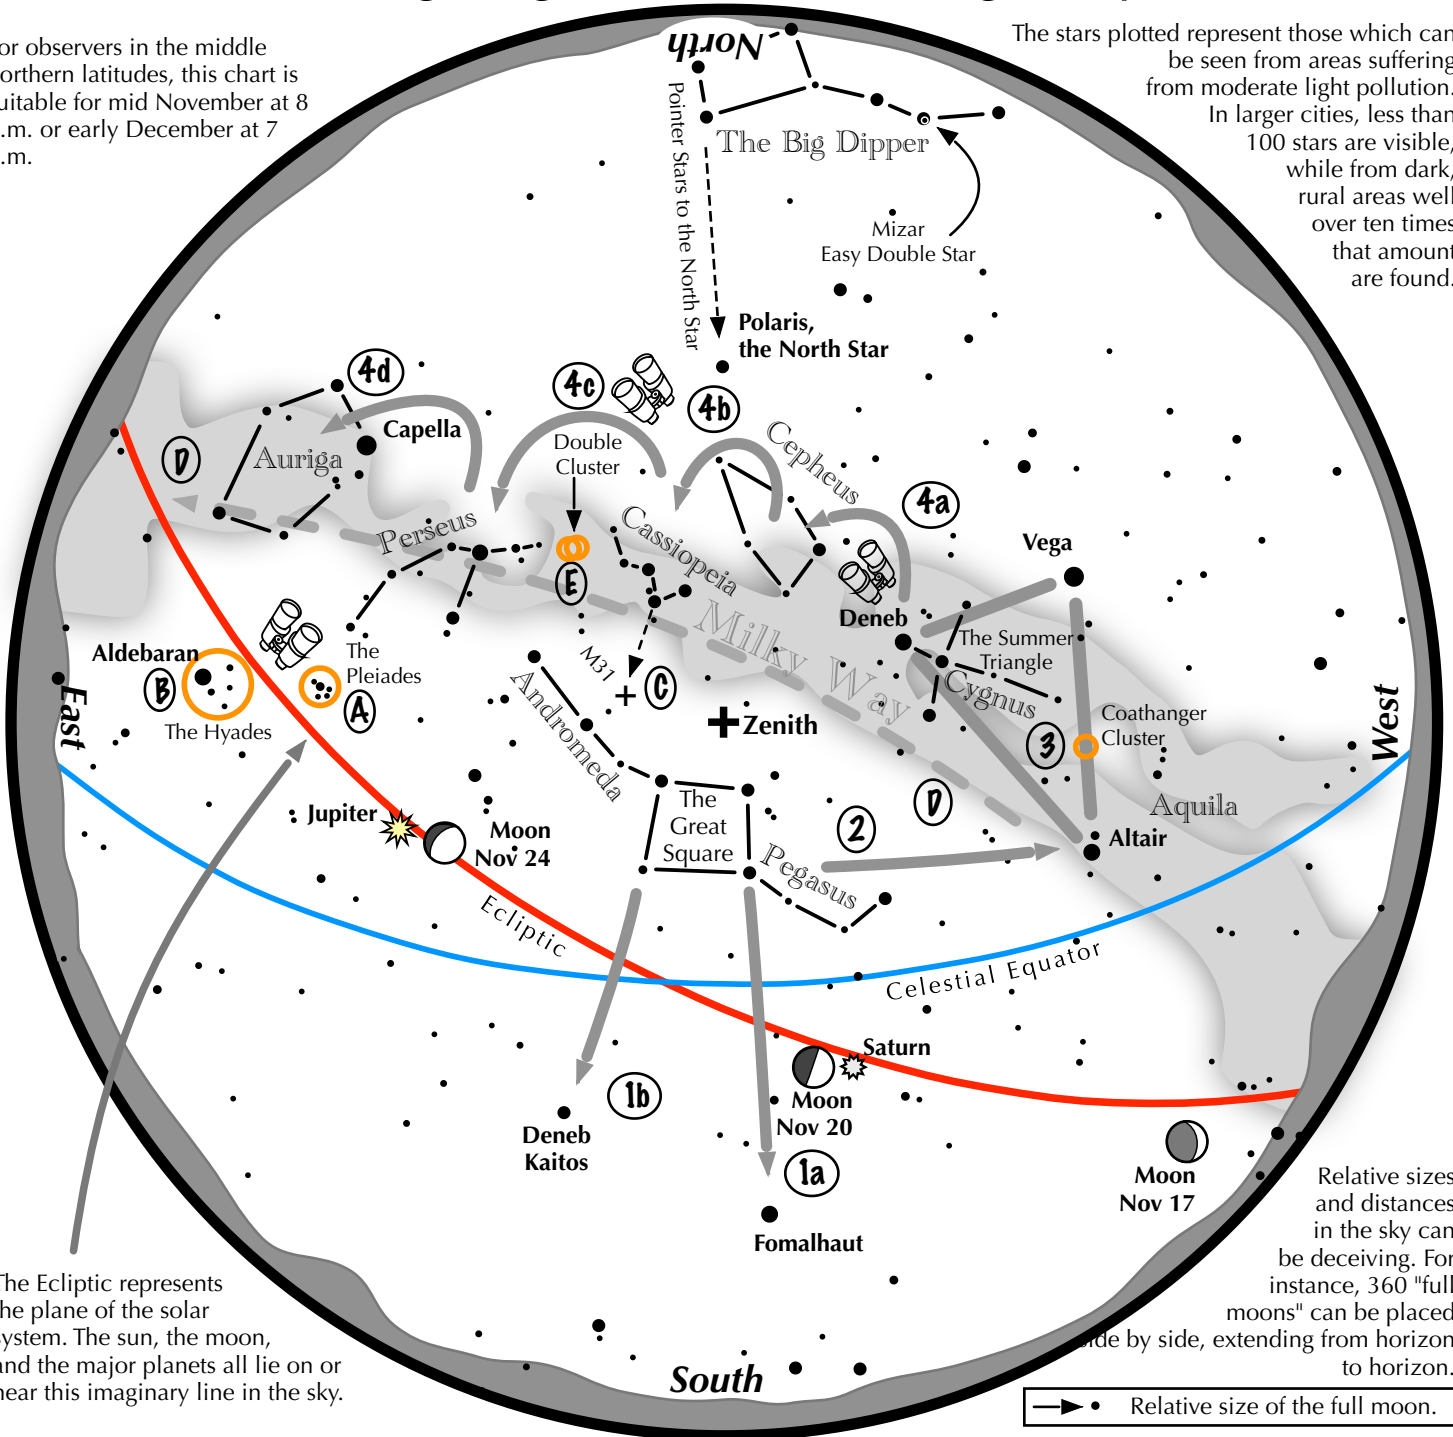 or observers in the middle
orthern latitudes, this chart is
uitable for mid November at 8
.m. or early December at 7
.m.
The stars plotted represent those which can
be seen from areas suffering
from moderate light pollution.
In larger cities, less than
100 stars are visible,
while from dark,
rural areas well
over ten times
that amount
are found.
North
The Big Dipper
Pointer Stars to the North Star
Mizar
Easy Double Star
Polaris,
the North Star
4d
4c
4b
4a
Capella
Auriga
D
Double
Cluster
Cepheus
Perseus
Cassiopeia
E
Vega
Deneb
Milky Way
The Summer
Triangle
Cygnus
Aldebaran
B
The Hyades
The
Pleiades
A
M31
C
Andromeda
Zenith
East
West
3
Coathanger
Cluster
Aquila
Altair
D
2
The
Great
Square
Pegasus
Jupiter
Moon
Nov 24
Ecliptic
Celestial Equator
Saturn
Moon
Nov 20
1b
Deneb
Kaitos
1a
Fomalhaut
Moon
Nov 17
The Ecliptic represents
the plane of the solar
system. The sun, the moon,
and the major planets all lie on or
near this imaginary line in the sky.
Relative sizes
and distances
in the sky can
be deceiving. For
instance, 360 "full
moons" can be placed
side by side, extending from horizon
to horizon.
South
Relative size of the full moon.